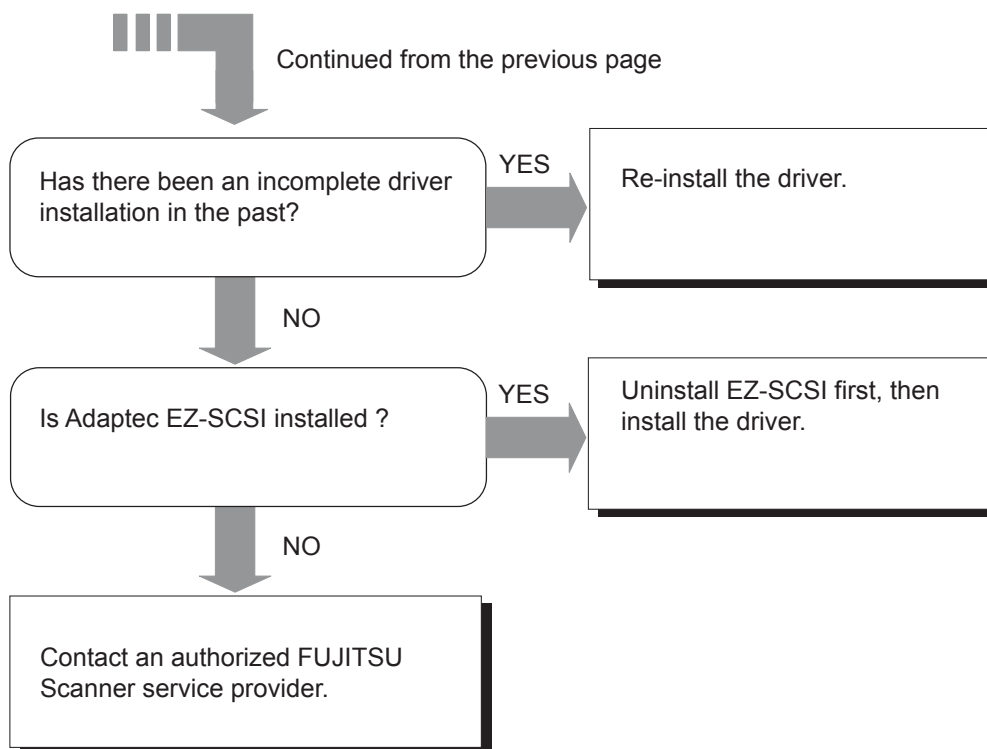 Continued from the previous page
Has there been an incomplete driver
installation in the past?
YES
Re-install the driver.
NO
Is Adaptec EZ-SCSI installed ?
YES
Uninstall EZ-SCSI first, then
install the driver.
NO
Contact an authorized FUJITSU
Scanner service provider.